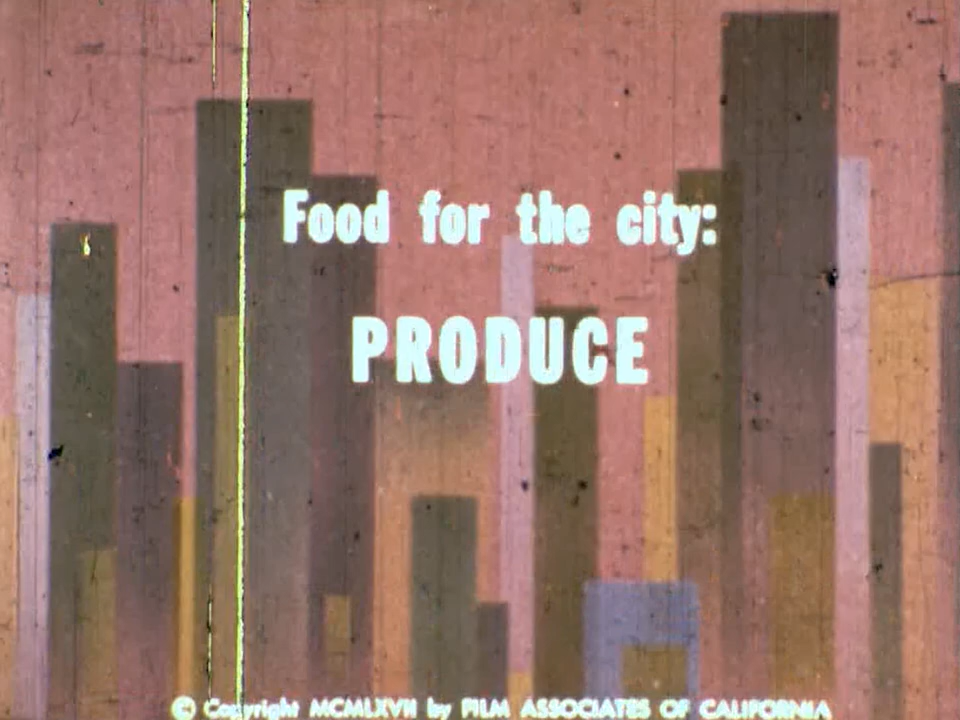 Food for the city:
PRODUCE
© Copyright MCMLXVII by FILM ASSOCIATES OF CALIFORNIA